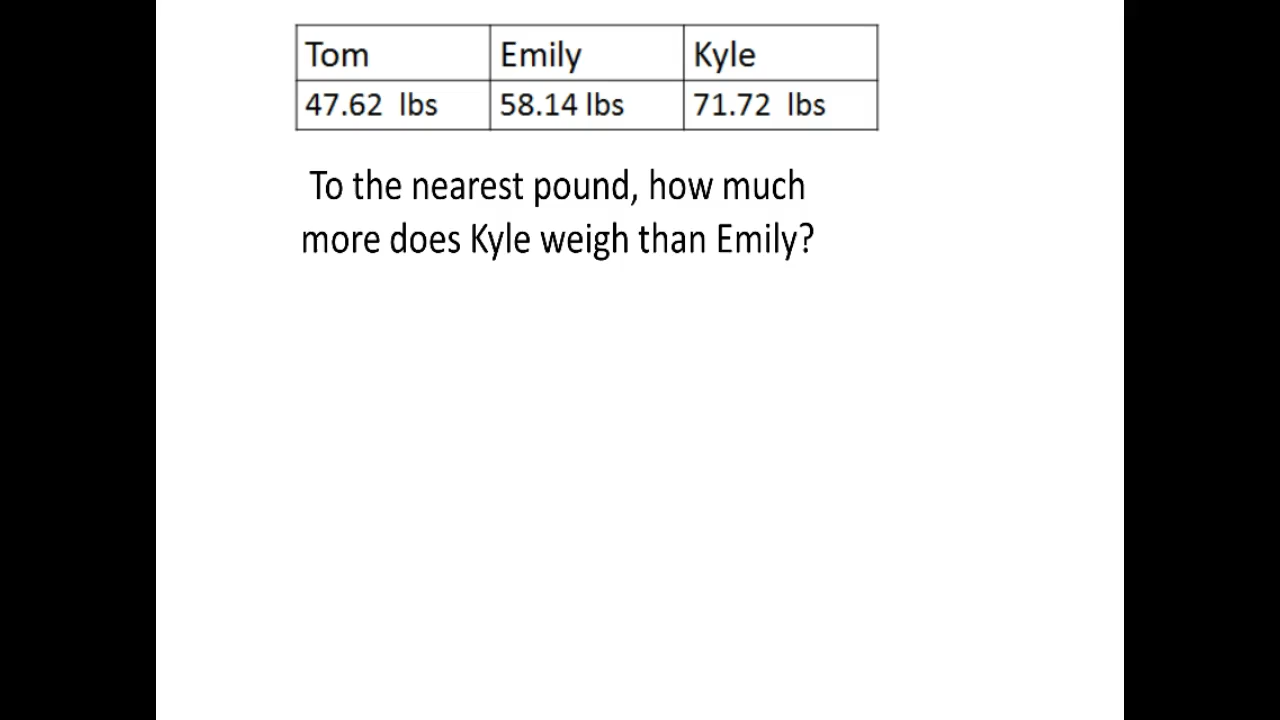 Tom Emily Kyle
47.62 lbs 58.14 lbs 71.72 lbs
To the nearest pound, how much
more does Kyle weigh than Emily?